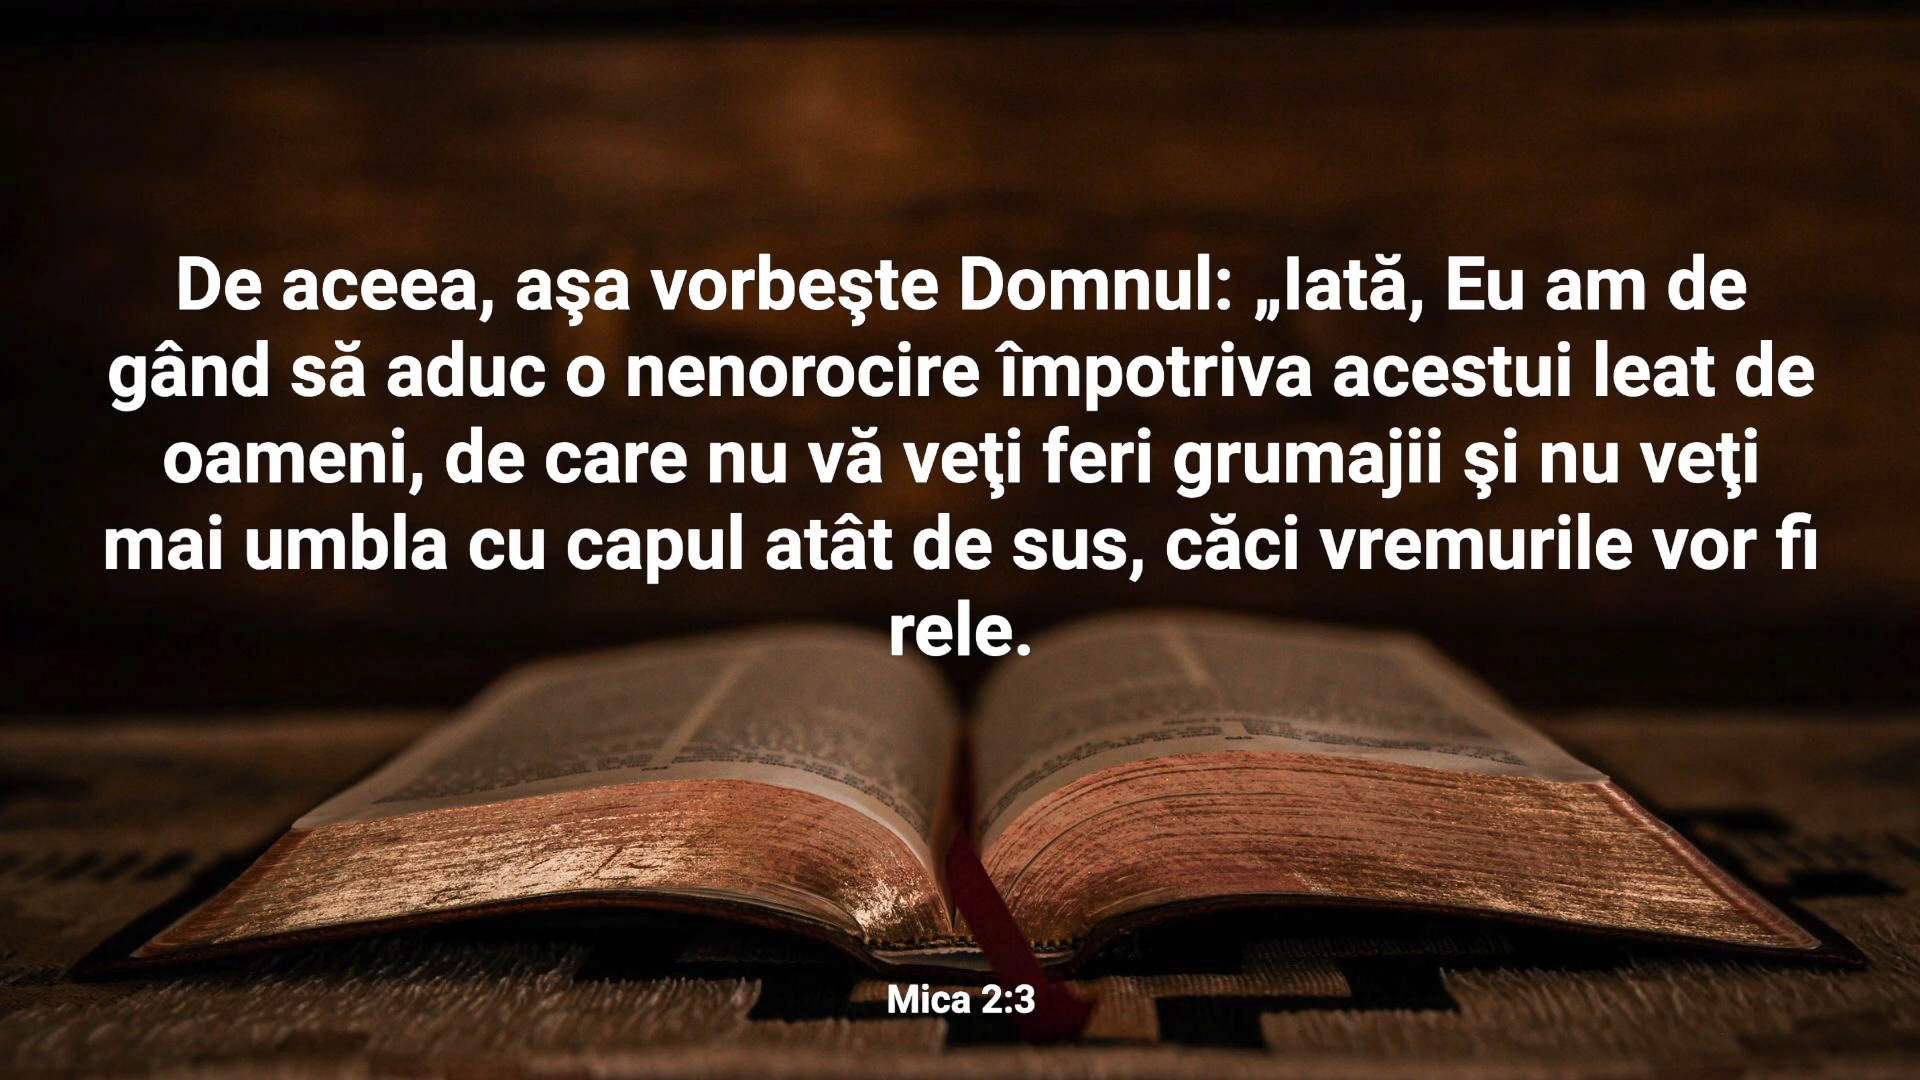 De aceea, aşa vorbeşte Domnul: „Iată, Eu am de
gând să aduc o nenorocire împotriva acestui leat de
oameni, de care nu vă veţi feri grumajii şi nu veţi
mai umbla cu capul atât de sus, căci vremurile vor fi
rele.
Mica 2:3